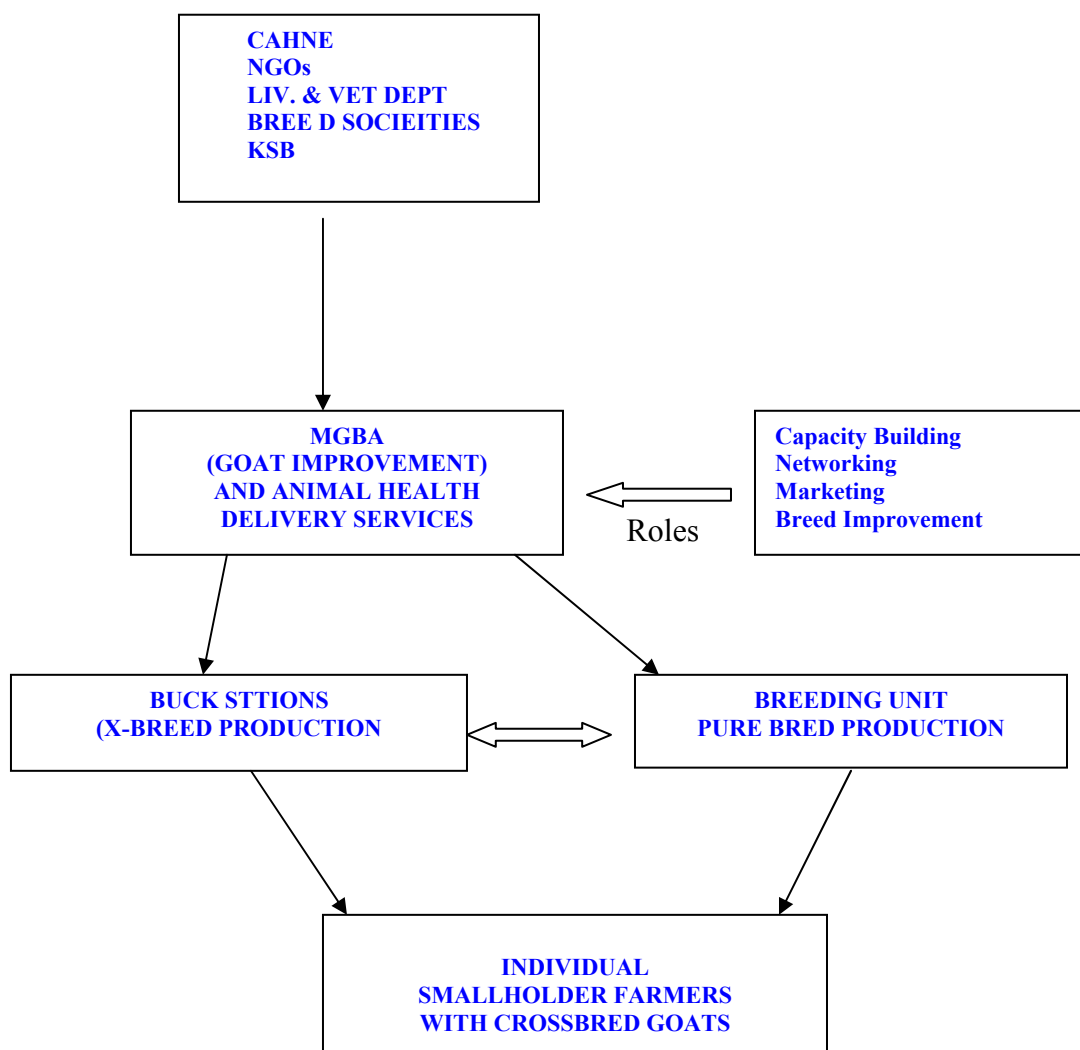 CAHNE
NGOs
LIV. & VET DEPT
BREE D SOCIEITIES
KSB
MGBA
(GOAT IMPROVEMENT)
AND ANIMAL HEALTH
DELIVERY SERVICES
Roles
Capacity Building
Networking
Marketing
Breed Improvement
BUCK STTIONS
(X-BREED PRODUCTION
BREEDING UNIT
PURE BRED PRODUCTION
INDIVIDUAL
SMALLHOLDER FARMERS
WITH CROSSBRED GOATS